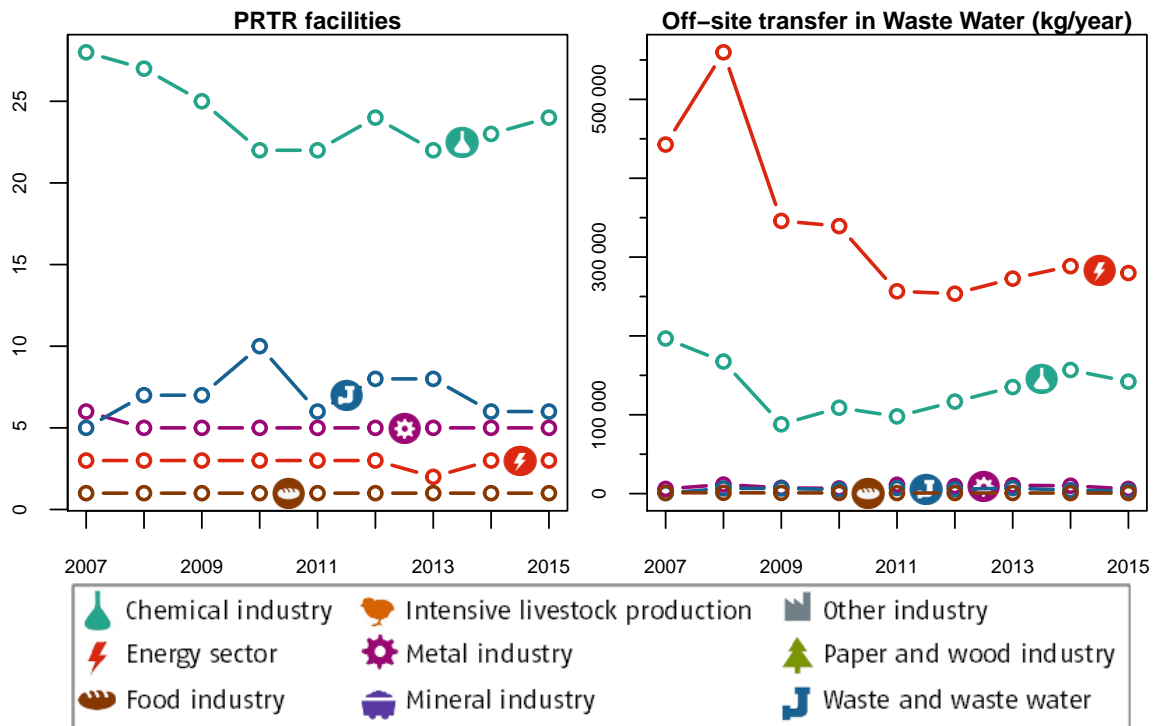 PRTR facilities
Off−site transfer in Waste Water (kg/year)
25
20
15
10
5
0
500 000
300 000
100 000
0
2007 2009 2011 2013 2015
2007 2009 2011 2013 2015
Chemical industry Intensive livestock production Other industry
Energy sector Metal industry Paper and wood industry
Food industry Mineral industry Waste and waste water